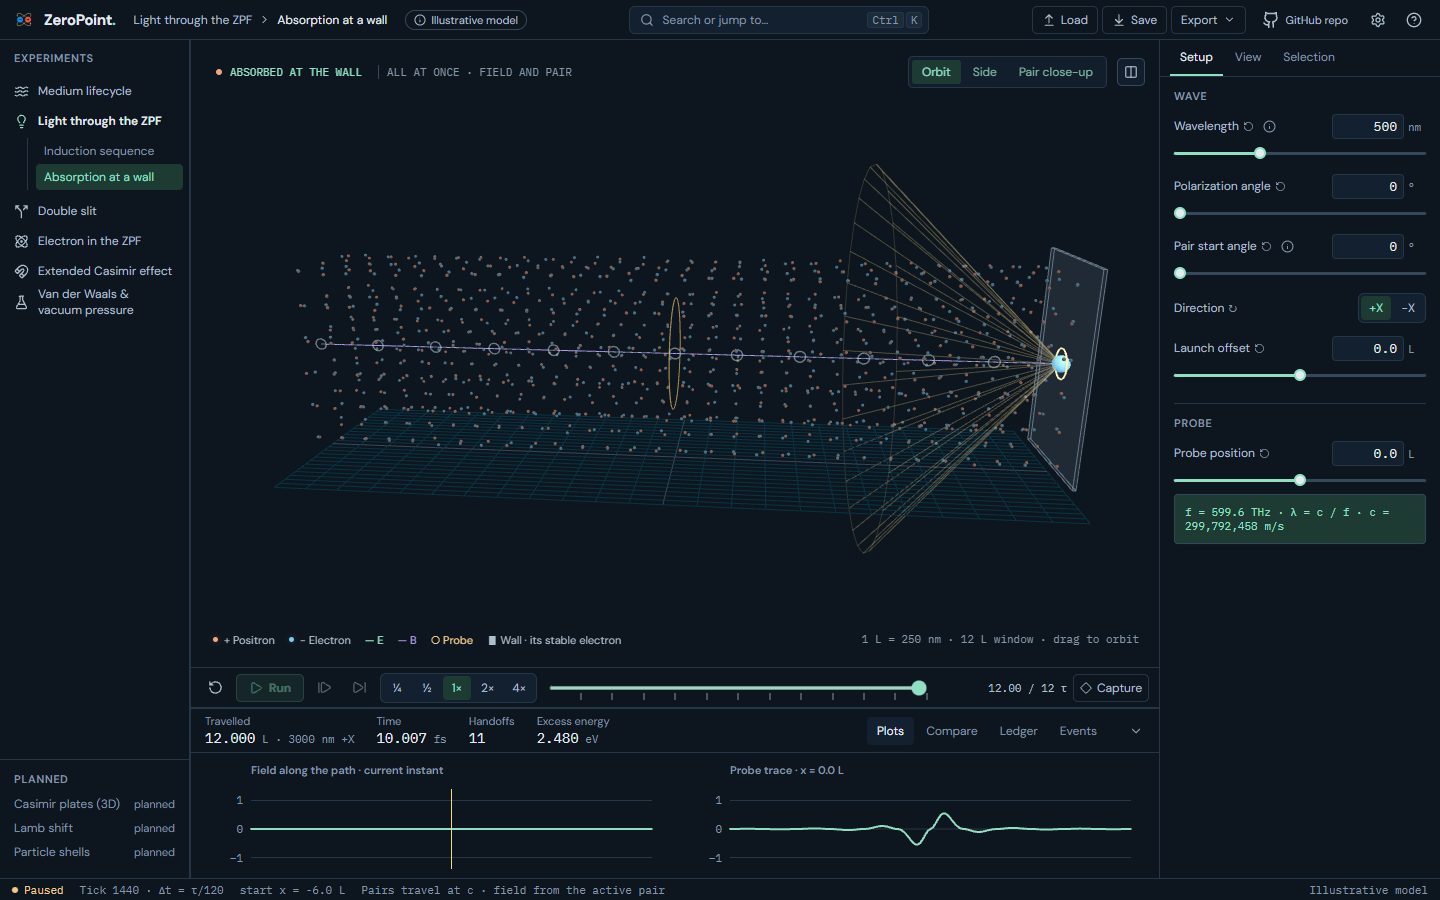 ZeroPoint.
Light through the ZPF > Absorption at a wall
Illustrative model
Search or jump to...
Ctrl K
Load
Save
Export
GitHub repo
EXPERIMENTS
Medium lifecycle
Light through the ZPF
Induction sequence
Absorption at a wall
Double slit
Electron in the ZPF
Extended Casimir effect
Van der Waals &
vacuum pressure
PLANNED
Casimir plates (3D) planned
Lamb shift planned
Particle shells planned
ABSORBED AT THE WALL
ALL AT ONCE · FIELD AND PAIR
Orbit
Side
Pair close-up
+ Positron
− Electron
— E
— B
Probe
Wall · its stable electron
1 L = 250 nm · 12 L window · drag to orbit
Run
¼
½
1×
2×
4×
12.00 / 12 τ
Capture
Travelled
12.000 L · 3000 nm +X
Time
10.007 fs
Handoffs
11
Excess energy
2.480 eV
Plots
Compare
Ledger
Events
Field along the path · current instant
1
0
−1
Probe trace · x = 0.0 L
1
0
−1
Setup
View
Selection
WAVE
Wavelength 500 nm
Polarization angle 0 °
Pair start angle 0 °
Direction +X −X
Launch offset 0.0 L
PROBE
Probe position 0.0 L
f = 599.6 THz · λ = c / f · c =
299,792,458 m/s
Paused
Tick 1440 · Δt = τ/120
start x = -6.0 L
Pairs travel at c · field from the active pair
Illustrative model